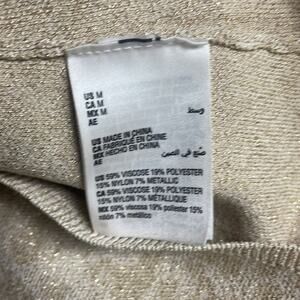 US M
CA M
MX M
AE وسط
US MADE IN CHINA
CA FABRIQUÉ EN CHINE
MX HECHO EN CHINA
AE صنع في الصين
US 59% VISCOSE 19% POLYESTER
15% NYLON 7% METALLIC
CA 59% VISCOSE 19% POLYESTER
15% NYLON 7% METALLIQUE
MX 59% viscosa 19% poliéster 15%
nailon 7% metálico